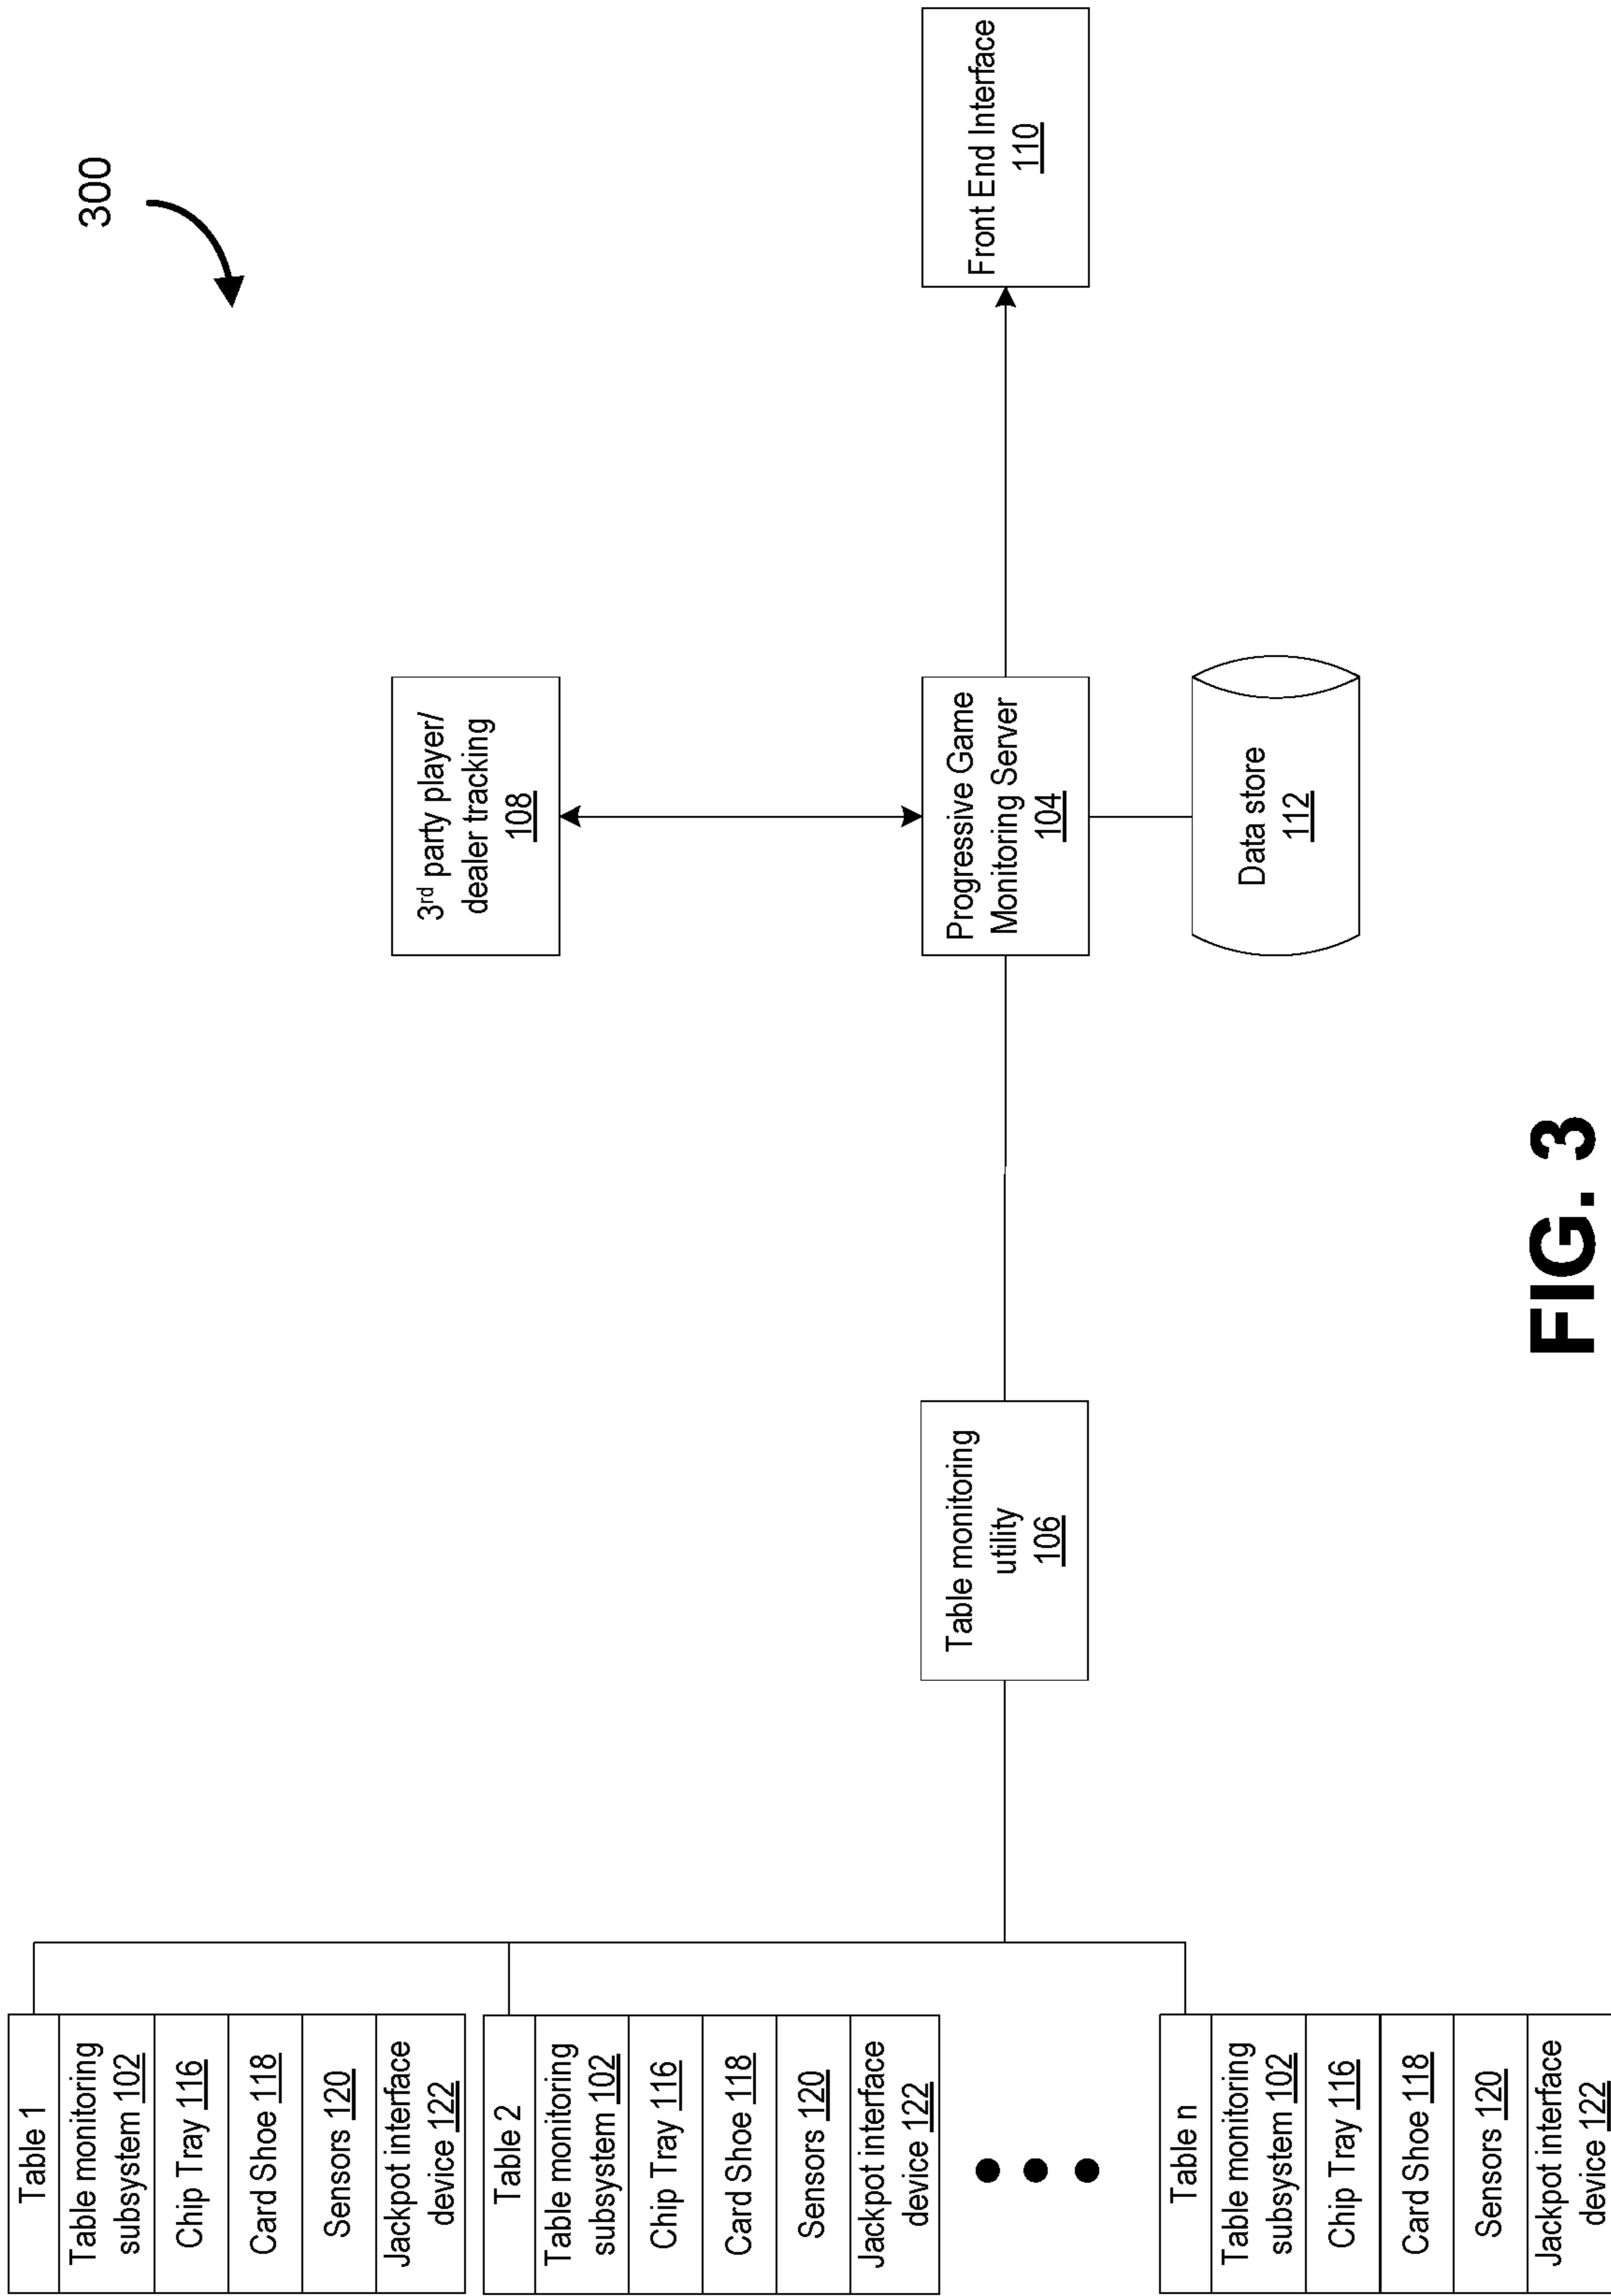 300
Table 1
Table monitoring
subsystem 102
Chip Tray 116
Card Shoe 118
Sensors 120
Jackpot interface
device 122
Table 2
Table monitoring
subsystem 102
Chip Tray 116
Card Shoe 118
Sensors 120
Jackpot interface
device 122
Table n
Table monitoring
subsystem 102
Chip Tray 116
Card Shoe 118
Sensors 120
Jackpot interface
device 122
Table monitoring
utility
106
3rd party player/
dealer tracking
108
Progressive Game
Monitoring Server
104
Data store
112
Front End Interface
110
FIG. 3